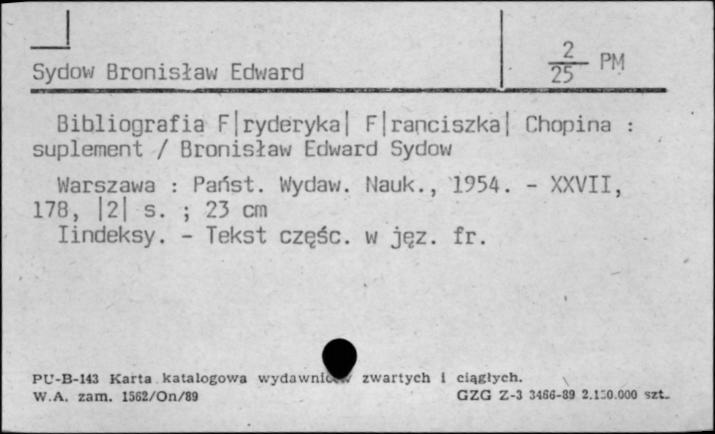 Sydow Bronisław Edward
2/25 PM
Bibliografia F|ryderyka| F|ranciszka| Chopina :
suplement / Bronisław Edward Sydow
Warszawa : Państ. Wydaw. Nauk., 1954. - XXVII,
178, |2| s. ; 23 cm
Iindeksy. - Tekst częśc. w jęz. fr.
PU-B-143 Karta katalogowa wydawnictw zwartych i ciągłych.
W.A. zam. 1562/On/89
GZG Z-3 3466-89 2.150.000 szt.